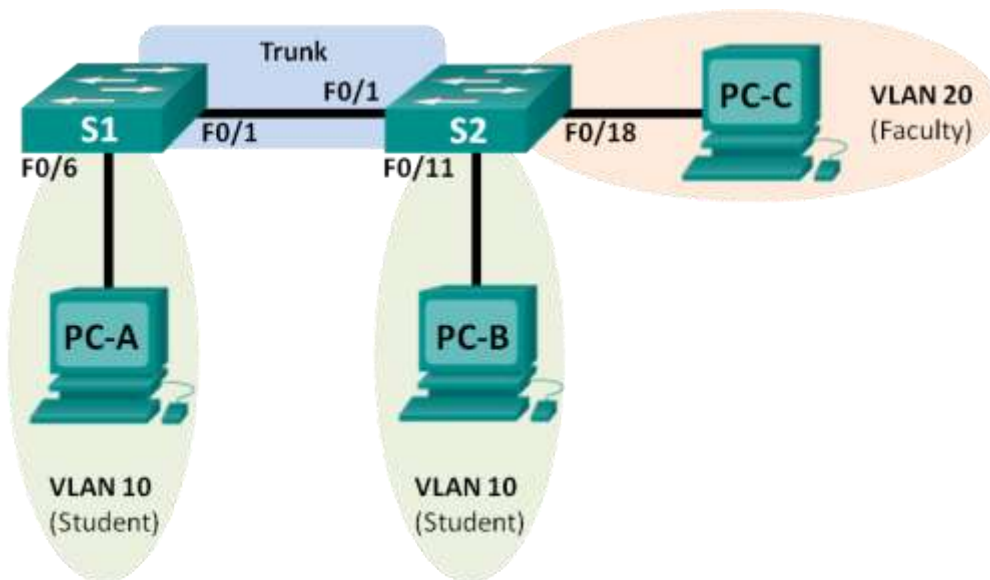 Trunk
F0/1
S1
F0/1
S2
F0/18
PC-C
VLAN 20
(Faculty)
F0/6
F0/11
PC-A
PC-B
VLAN 10
(Student)
VLAN 10
(Student)